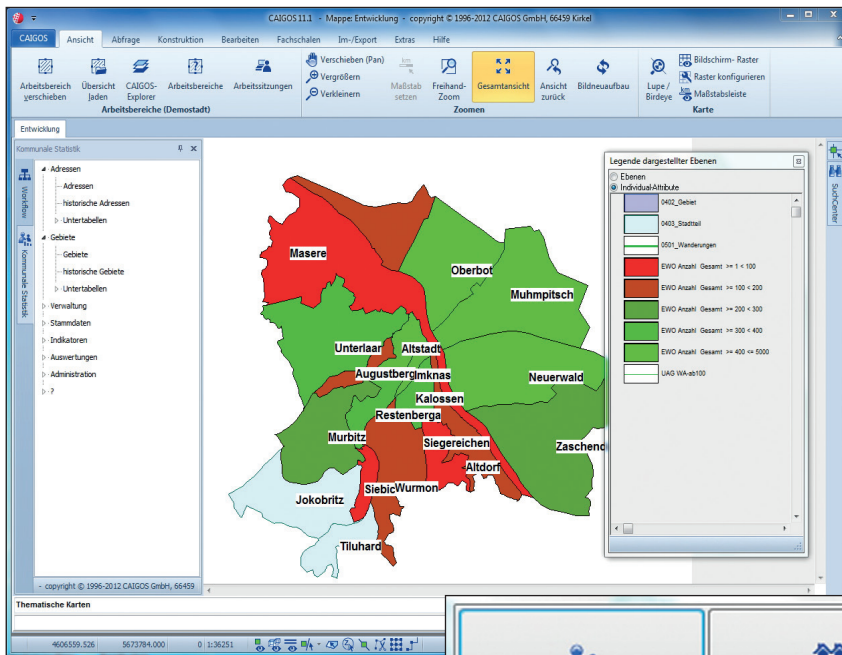 CAIGOS 11.1 - Mappe: Entwicklung - copyright © 1996-2012 CAIGOS GmbH, 66459 Kirkel
CAIGOS Ansicht Abfrage Konstruktion Bearbeiten Fachschalen Im-/Export Extras Hilfe
Arbeitsbereich verschieben
Übersicht laden
CAIGOS-Explorer
Arbeitsbereiche
Arbeitssitzungen
Arbeitsbereiche (Demostadt)
Verschieben (Pan)
Vergrößern
Verkleinern
km
Maßstab setzen
Freihand-Zoom
Gesamtansicht
Ansicht zurück
Bildneuaufbau
Zoomen
Lupe / Birdeye
Bildschirm- Raster
Raster konfigurieren
km
Maßstabsleiste
Karte
Entwicklung
Kommunale Statistik
Workflow
Kommunale Statistik
Adressen
Adressen
historische Adressen
Untertabellen
Gebiete
Gebiete
historische Gebiete
Untertabellen
Verwaltung
Stammdaten
Indikatoren
Auswertungen
Administration
?
- copyright © 1996-2012 CAIGOS GmbH, 66459
Masere
Oberbot
Muhmpitsch
Unterlaar
Altstadt
Augustberg
Imknas
Neuerwald
Kalossen
Restenberga
Murbitz
Siegereichen
Zaschend
Altdorf
Siebic
Wurmon
Jokobritz
Tiluhard
Legende dargestellter Ebenen
Ebenen
Individual-Attribute
0402_Gebiet
0403_Stadtteil
0501_Wanderungen
EWO Anzahl Gesamt >= 1 < 100
EWO Anzahl Gesamt >= 100 < 200
EWO Anzahl Gesamt >= 200 < 300
EWO Anzahl Gesamt >= 300 < 400
EWO Anzahl Gesamt >= 400 <= 5000
UAG WA-ab100
SuchCenter
Thematische Karten
4606559.526 5673784.000 0 1:36251